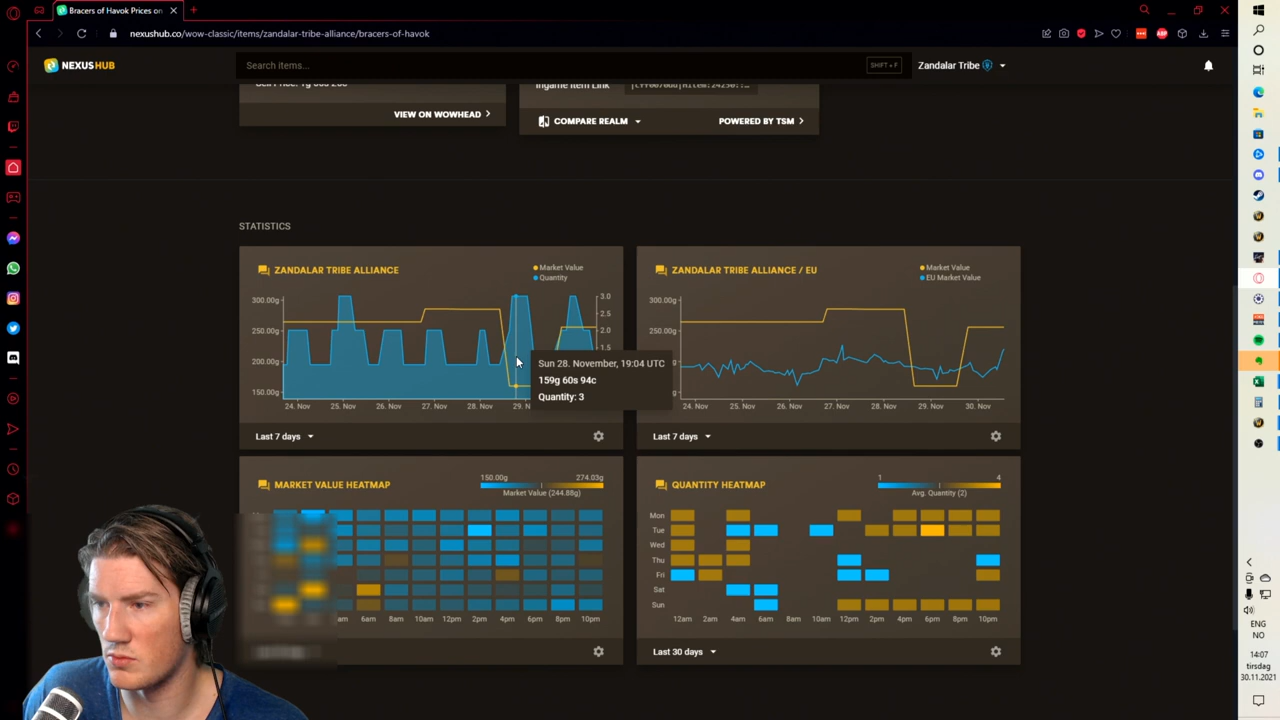 Bracers of Havok Prices on
nexushub.co/wow-classic/items/zandalar-tribe-alliance/bracers-of-havok
NEXUSHUB
Search items...
SHIFT + F
Zandalar Tribe
VIEW ON WOWHEAD
Ingame Item Link
COMPARE REALM
POWERED BY TSM
STATISTICS
ZANDALAR TRIBE ALLIANCE
Market Value
Quantity
300.00g
250.00g
200.00g
150.00g
3.0
2.5
2.0
1.5
24. Nov 25. Nov 26. Nov 27. Nov 28. Nov 29.
Sun 28. November, 19:04 UTC
159g 60s 94c
Quantity: 3
Last 7 days
ZANDALAR TRIBE ALLIANCE / EU
Market Value
EU Market Value
300.00g
250.00g
24. Nov 25. Nov 26. Nov 27. Nov 28. Nov 29. Nov 30. Nov
Last 7 days
MARKET VALUE HEATMAP
150.00g 274.03g
Market Value (244.88g)
6am 8am 10am 12pm 2pm 4pm 6pm 8pm 10pm
QUANTITY HEATMAP
1 4
Avg. Quantity (2)
Mon
Tue
Wed
Thu
Fri
Sat
Sun
12am 2am 4am 6am 8am 10am 12pm 2pm 4pm 6pm 8pm 10pm
Last 30 days
ABP
ENG
NO
14:07
tirsdag
30.11.2021